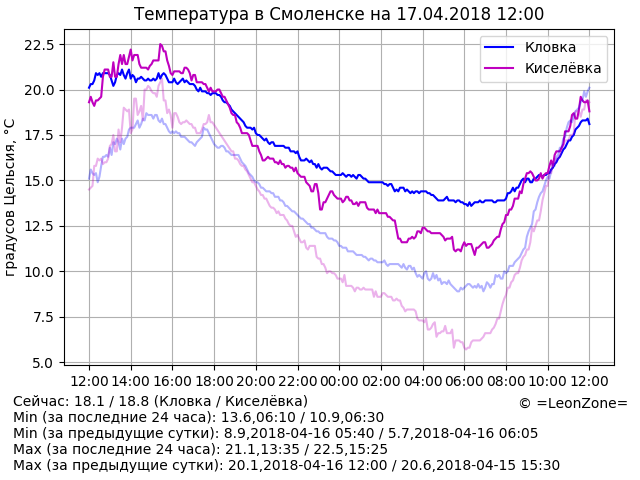 Температура в Смоленске на 17.04.2018 12:00
градусов Цельсия, °C
22.5
20.0
17.5
15.0
12.5
10.0
7.5
5.0
Кловка
Киселёвка
12:00 14:00 16:00 18:00 20:00 22:00 00:00 02:00 04:00 06:00 08:00 10:00 12:00
Сейчас: 18.1 / 18.8 (Кловка / Киселёвка)
© =LeonZone=
Min (за последние 24 часа): 13.6,06:10 / 10.9,06:30
Min (за предыдущие сутки): 8.9,2018-04-16 05:40 / 5.7,2018-04-16 06:05
Max (за последние 24 часа): 21.1,13:35 / 22.5,15:25
Max (за предыдущие сутки): 20.1,2018-04-16 12:00 / 20.6,2018-04-15 15:30